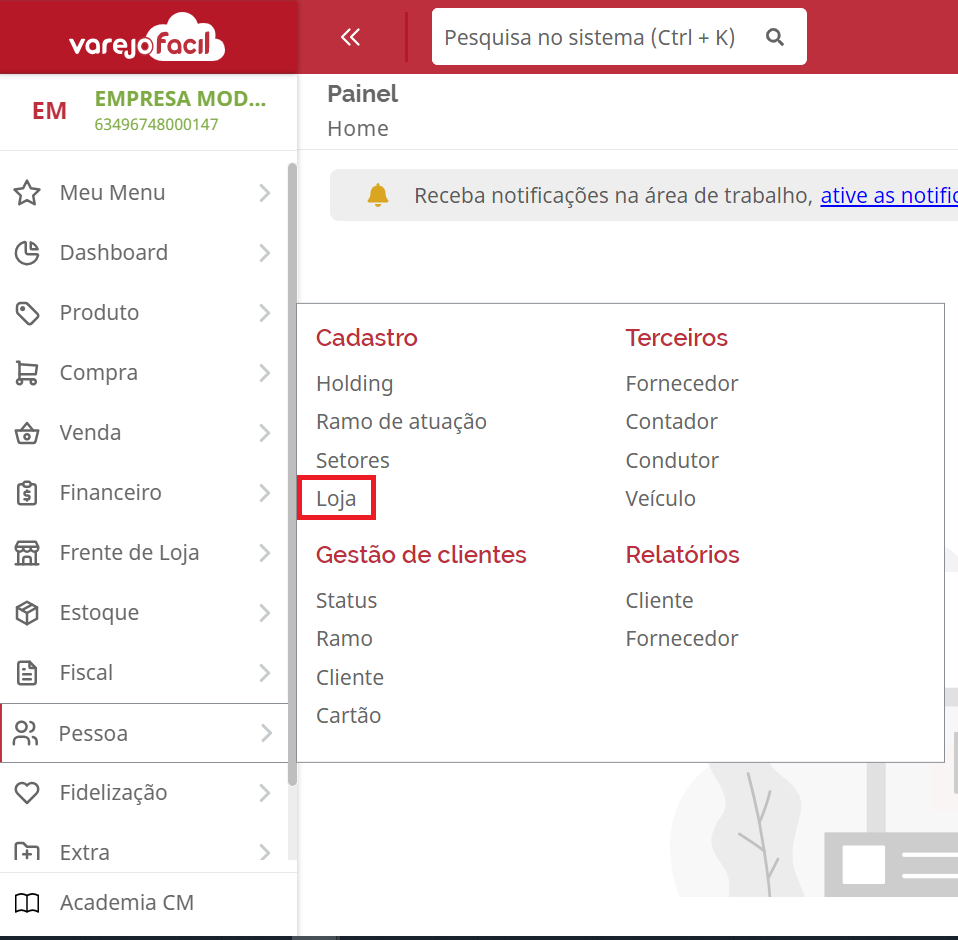 varejofacil
Pesquisa no sistema (Ctrl + K)
EM
EMPRESA MOD...
63496748000147
Painel
Home
Receba notificações na área de trabalho, ative as notific
Meu Menu
Dashboard
Produto
Compra
Venda
Financeiro
Frente de Loja
Estoque
Fiscal
Pessoa
Fidelização
Extra
Academia CM
Cadastro
Holding
Ramo de atuação
Setores
Loja
Gestão de clientes
Status
Ramo
Cliente
Cartão
Terceiros
Fornecedor
Contador
Condutor
Veículo
Relatórios
Cliente
Fornecedor